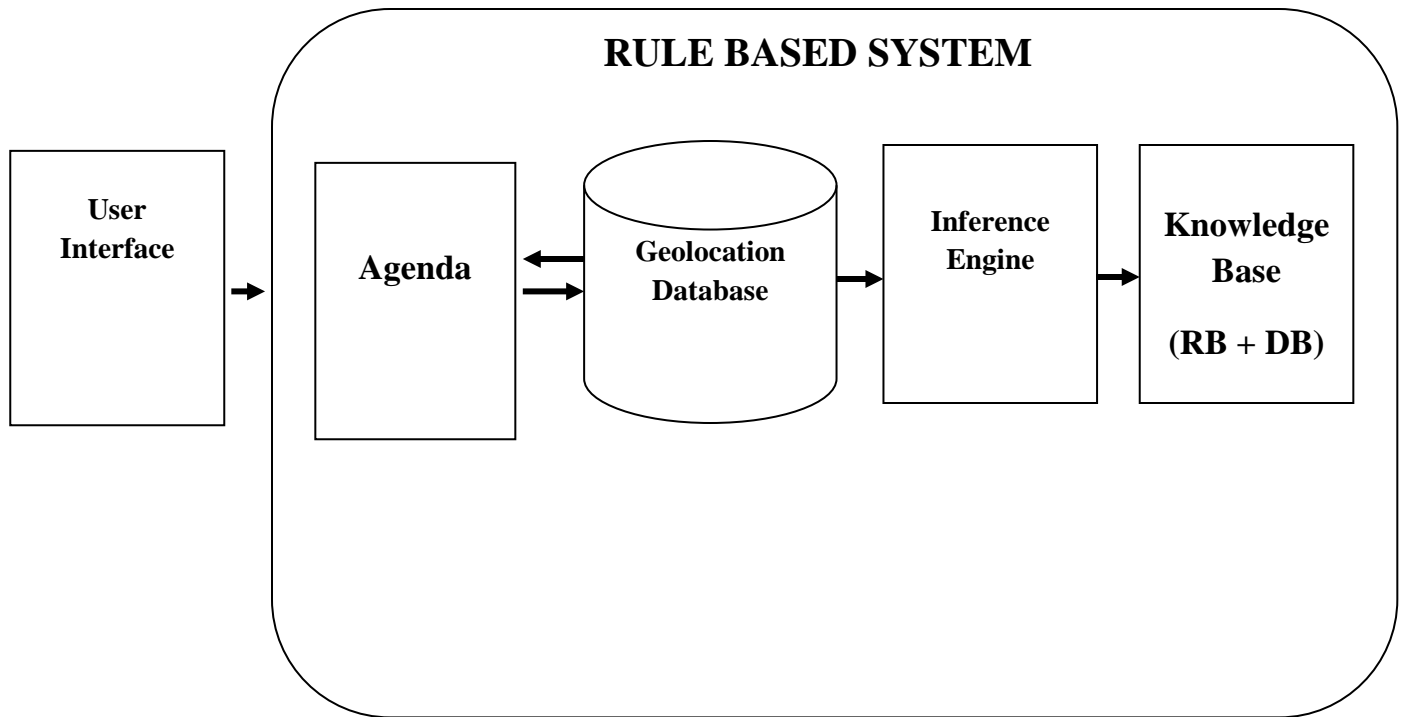 RULE BASED SYSTEM
User
Interface
Agenda
Geolocation
Database
Inference
Engine
Knowledge
Base
(RB + DB)